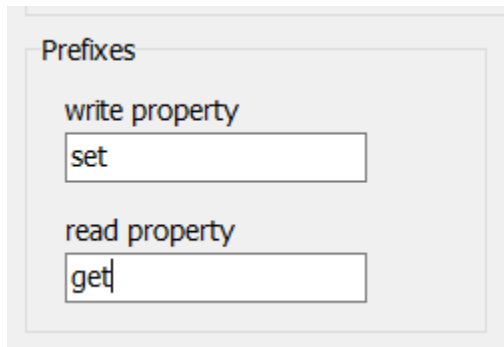 Prefixes
write property
set
read property
get